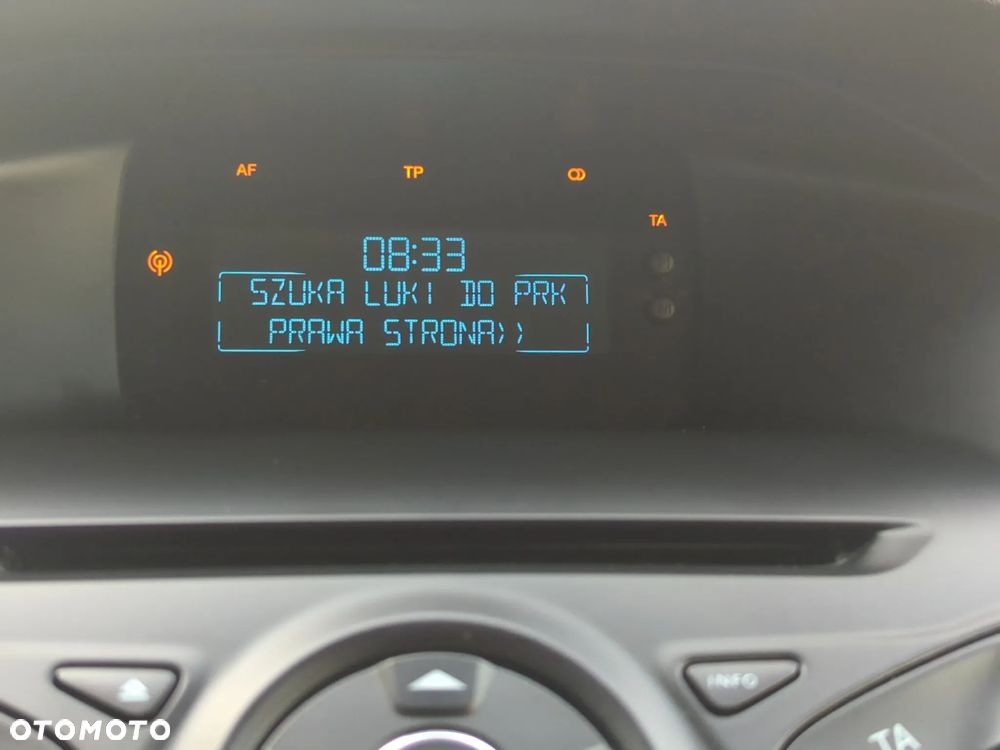 AF TP
TA
08:33
SZUKA LUKI DO PRK
PRAWA STRONA>>
INFO
TA
OTOMOTO